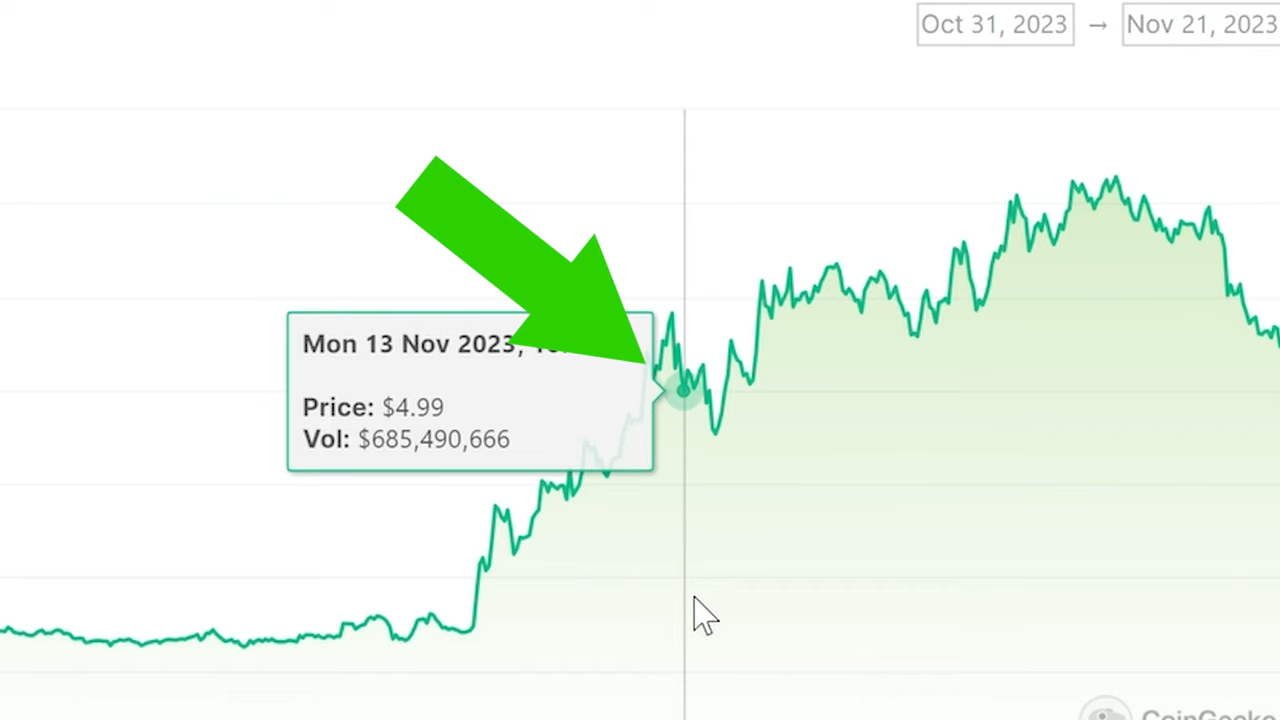 Oct 31, 2023 → Nov 21, 2023
Mon 13 Nov 2023,
Price: $4.99
Vol: $685,490,666